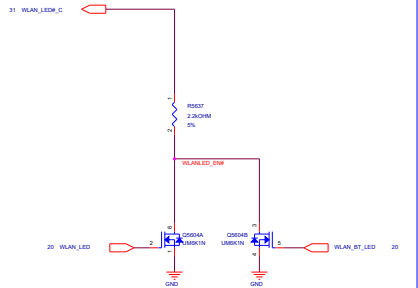 31 WLAN_LED#_C
1
R5637
2.2kOHM
5%
2
WLANLED_EN#
6
3
Q5604A
Q5604B
20 WLAN_LED
2
UM6K1N
UM6K1N
5
WLAN_BT_LED 20
1
4
GND
GND